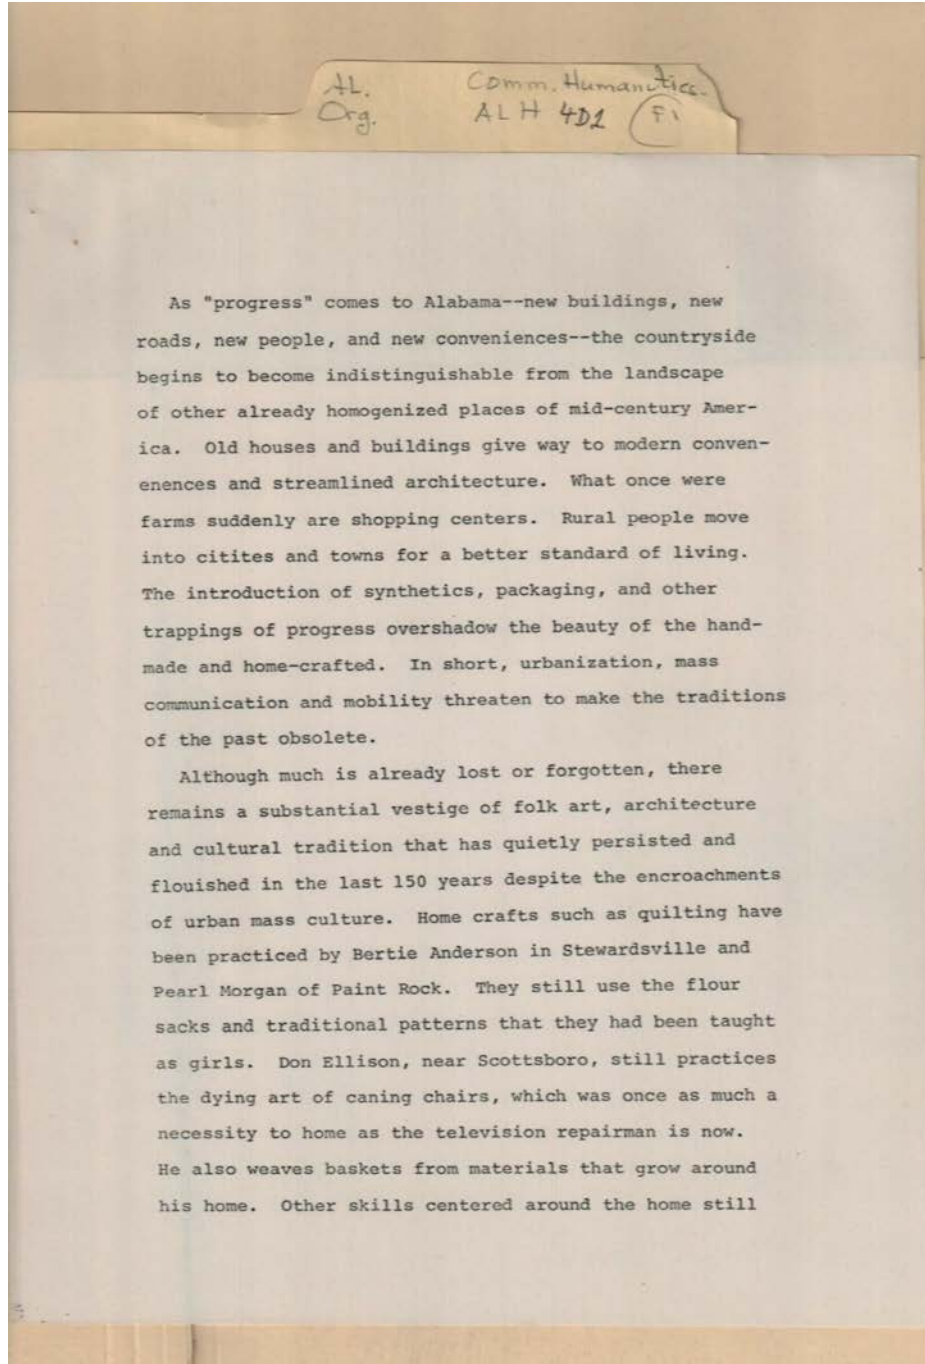 AL. Comm. Humanities.
Org. ALH 4D1 F1
As "progress" comes to Alabama--new buildings, new
roads, new people, and new conveniences--the countryside
begins to become indistinguishable from the landscape
of other already homogenized places of mid-century Amer-
ica. Old houses and buildings give way to modern conven-
enences and streamlined architecture. What once were
farms suddenly are shopping centers. Rural people move
into citites and towns for a better standard of living.
The introduction of synthetics, packaging, and other
trappings of progress overshadow the beauty of the hand-
made and home-crafted. In short, urbanization, mass
communication and mobility threaten to make the traditions
of the past obsolete.
Although much is already lost or forgotten, there
remains a substantial vestige of folk art, architecture
and cultural tradition that has quietly persisted and
flouished in the last 150 years despite the encroachments
of urban mass culture. Home crafts such as quilting have
been practiced by Bertie Anderson in Stewardsville and
Pearl Morgan of Paint Rock. They still use the flour
sacks and traditional patterns that they had been taught
as girls. Don Ellison, near Scottsboro, still practices
the dying art of caning chairs, which was once as much a
necessity to home as the television repairman is now.
He also weaves baskets from materials that grow around
his home. Other skills centered around the home still